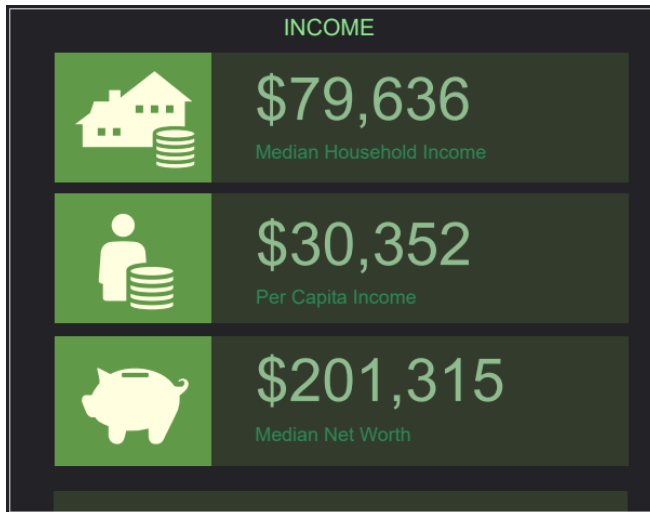 INCOME
$79,636
Median Household Income
$30,352
Per Capita Income
$201,315
Median Net Worth